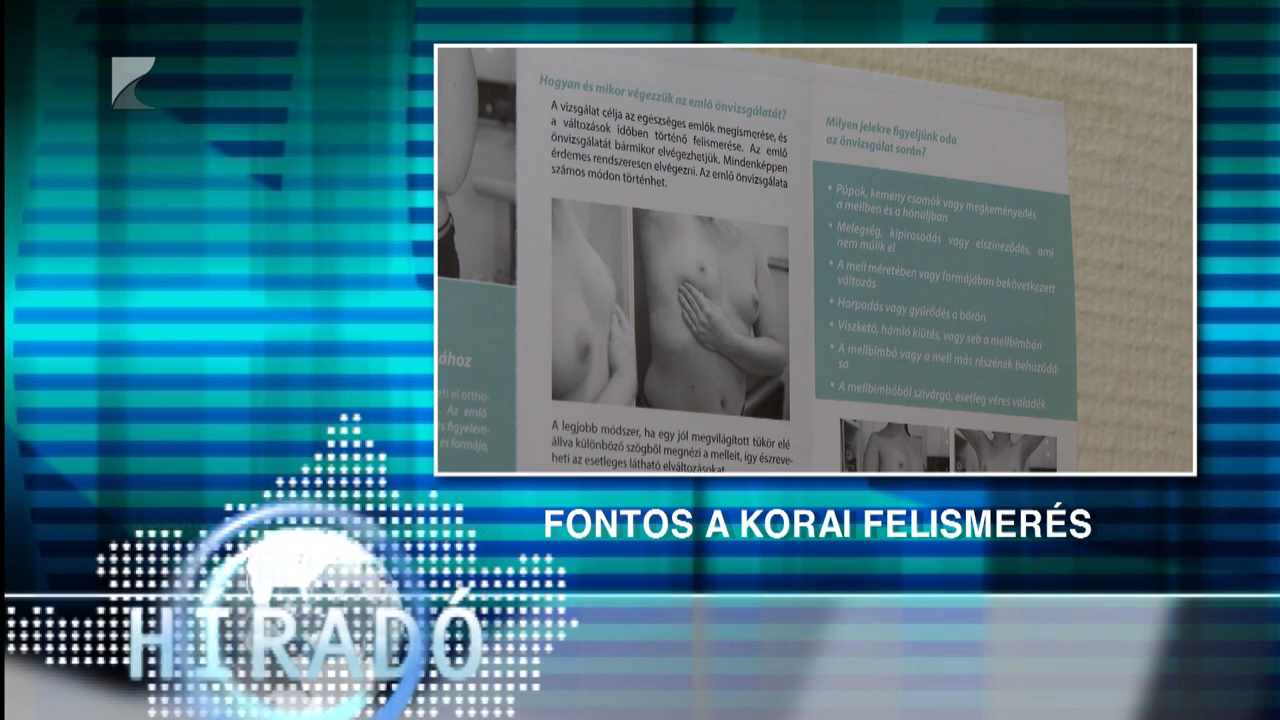 Hogyan és mikor végezzük az emlő önvizsgálatát?
A vizsgálat célja az egészséges emlők megismerése, és
a változások időben történő felismerése. Az emlő
önvizsgálatát bármikor elvégezhetjük. Mindenképpen
érdemes rendszeresen elvégezni. Az emlő önvizsgálata
számos módon történhet.
A legjobb módszer, ha egy jól megvilágított tükör elé
állva különböző szögből megnézi a melleit, így észreve-
heti az esetleges látható elváltozásokat
Milyen jelekre figyeljünk oda
az önvizsgálat során?
• Púpok, kemény csomók vagy megkeményedés
a mellben és a hónaljban
• Melegség, kipirosodás vagy elszíneződés, ami
nem múlik el
• A mell méretében vagy formájában bekövetkezett
változás
• Horpadás vagy gyűrődés a bőrön
• Viszkető, hámló kiütés, vagy seb a mellbimbón
• A mellbimbó vagy a mell más részének behúzódá-
sa
• A mellbimbóból szivárgó, esetleg véres váladék
ához
eti el ottho-
Az emlő
figyelem-
és formája,
FONTOS A KORAI FELISMERÉS
HÍRADÓ